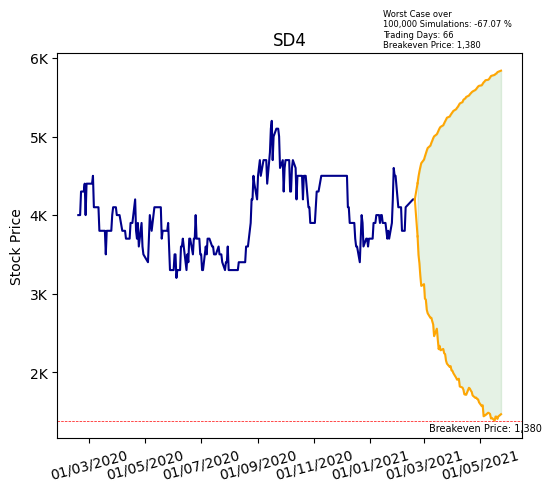 Worst Case over
100,000 Simulations: -67.07 %
Trading Days: 66
Breakeven Price: 1,380
SD4
Stock Price
6K
5K
4K
3K
2K
Breakeven Price: 1,380
01/03/2020
01/05/2020
01/07/2020
01/09/2020
01/11/2020
01/01/2021
01/03/2021
01/05/2021